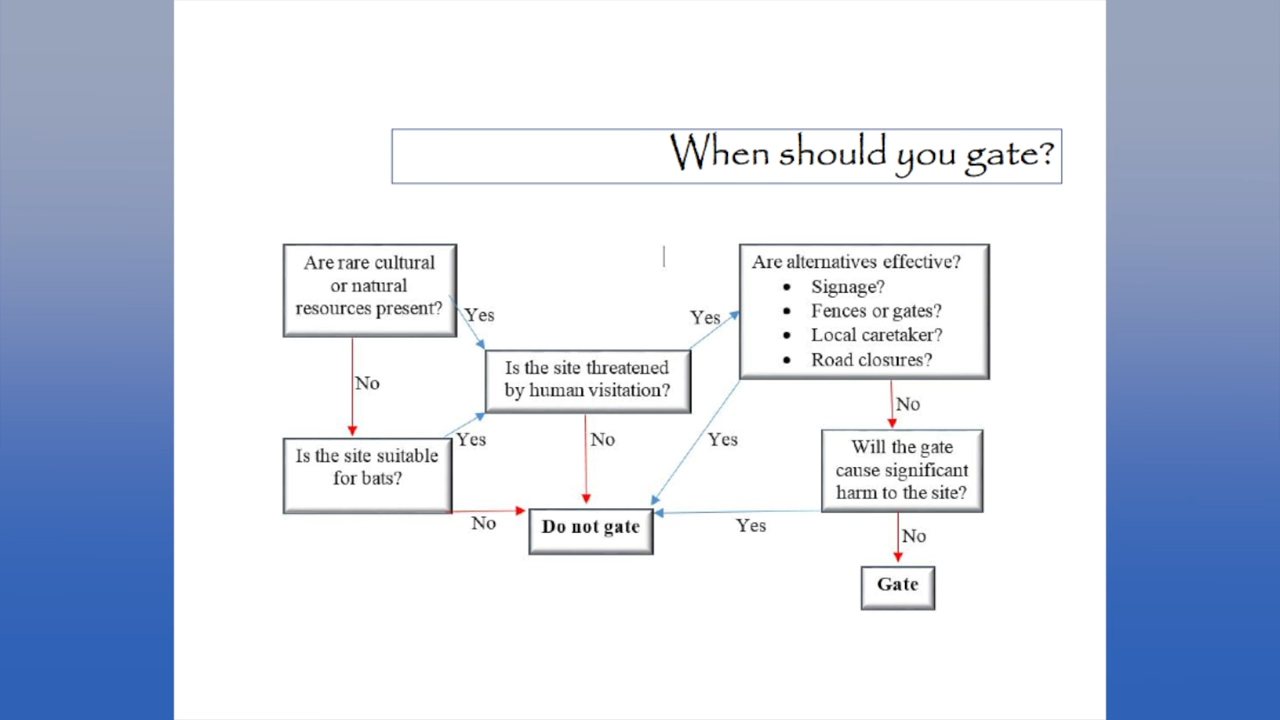 When should you gate?
Are rare cultural
or natural
resources present?
Yes
No
Is the site suitable
for bats?
Yes
No
Is the site threatened
by human visitation?
Yes
No
Do not gate
Are alternatives effective?
• Signage?
• Fences or gates?
• Local caretaker?
• Road closures?
Yes
No
Will the gate
cause significant
harm to the site?
Yes
No
Gate